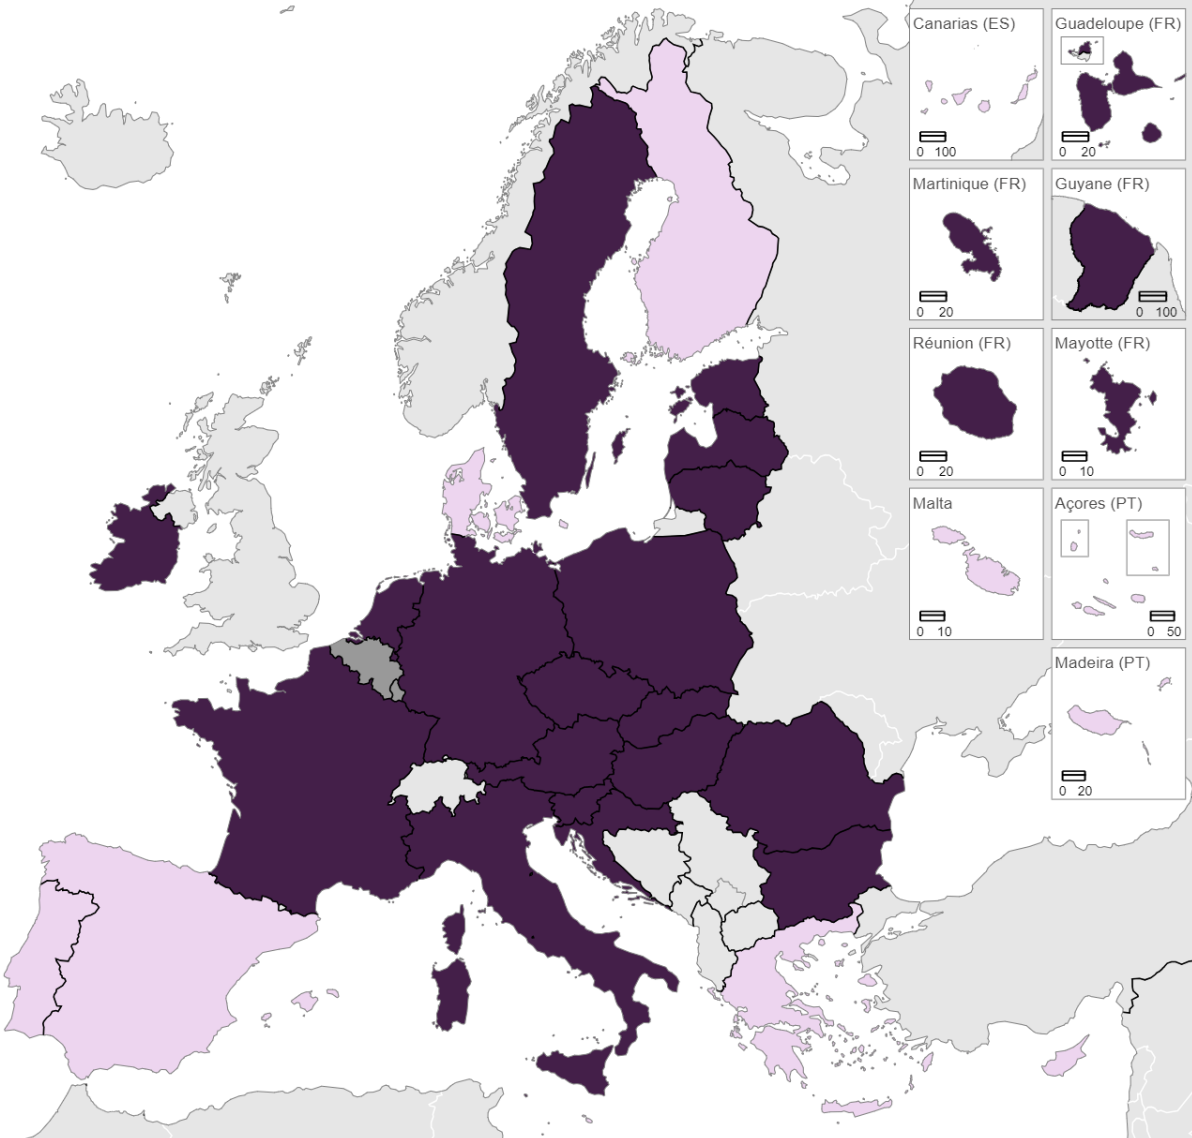 Canarias (ES)
0 100
Guadeloupe (FR)
0 20
Martinique (FR)
0 20
Guyane (FR)
0 100
Réunion (FR)
0 20
Mayotte (FR)
0 10
Malta
0 10
Açores (PT)
0 50
Madeira (PT)
0 20